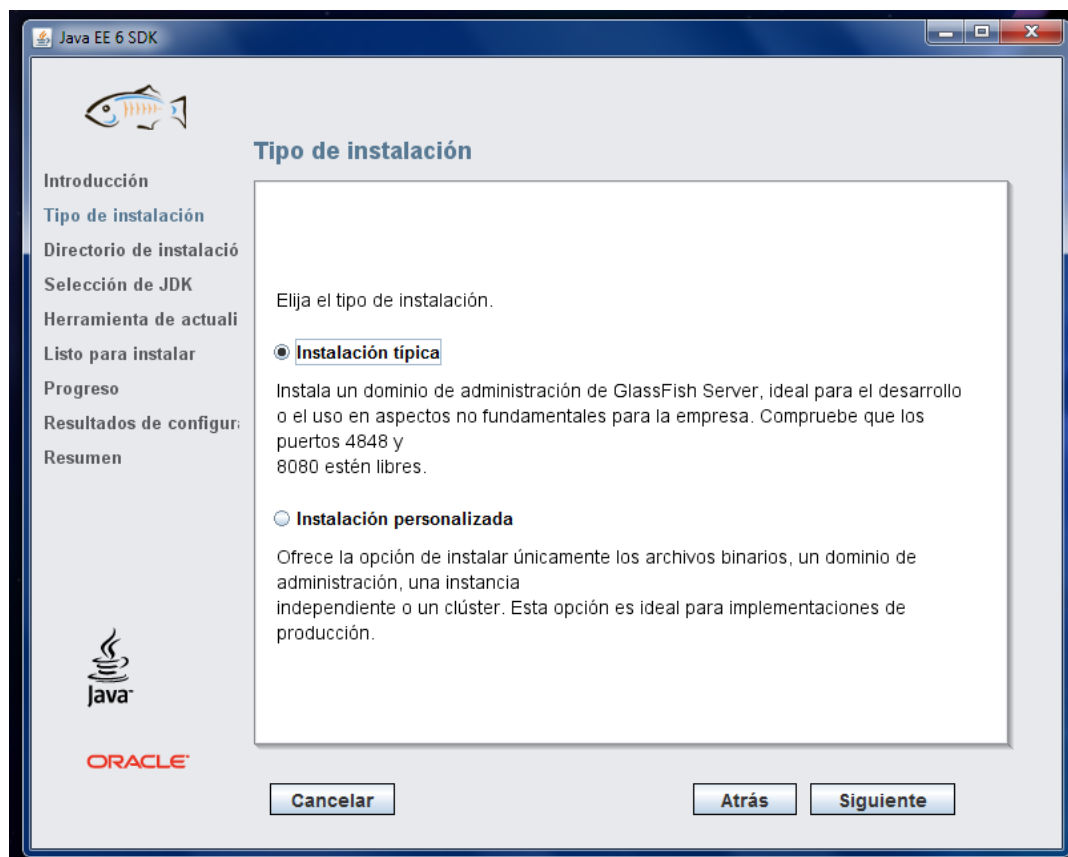 Java EE 6 SDK
Tipo de instalación
Introducción
Tipo de instalación
Directorio de instalació
Selección de JDK
Herramienta de actuali
Listo para instalar
Progreso
Resultados de configur
Resumen
Elija el tipo de instalación.
Instalación típica
Instala un dominio de administración de GlassFish Server, ideal para el desarrollo
o el uso en aspectos no fundamentales para la empresa. Compruebe que los
puertos 4848 y
8080 estén libres.
Instalación personalizada
Ofrece la opción de instalar únicamente los archivos binarios, un dominio de
administración, una instancia
independiente o un clúster. Esta opción es ideal para implementaciones de
producción.
Java
ORACLE
Cancelar
Atrás
Siguiente